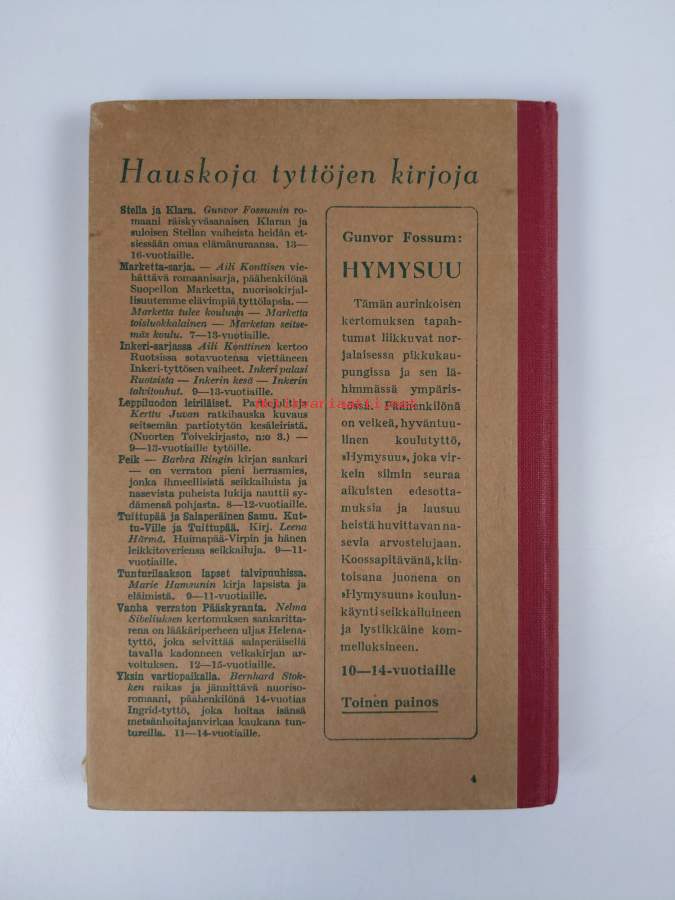 Hauskoja tyttöjen kirjoja
Stella ja Klara. Gunvor Fossumin ro-
maani räiskyväsanaisen Klaran ja
suloisen Stellan vaiheista heidän et-
siessään omaa elämänuraansa. 13—
16-vuotiaille.
Marketta-sarja. — Aili Konttisen vie-
hättävä romaanisarja, päähenkilönä
Suopellon Marketta, nuorisokirjal-
lisuutemme elävimpiä tyttölapsia. —
Marketta tulee kouluun — Marketta
toisluokkalainen — Marketan seitse-
mäs koulu. 7—13-vuotiaille.
Inkeri-sarjassa Aili Konttinen kertoo
Ruotsissa sotavuotensa viettäneen
Inkeri-tyttösen vaiheet. Inkeri palasi
Ruotsista — Inkerin kesä — Inkerin
talvitouhut. 9—13-vuotiaille.
Leppiluodon leiriläiset. Partiojohtaja
Kerttu Juvan ratkihauska kuvaus
seitsemän partiotytön kesäleiristä.
(Nuorten Toivekirjasto, n:o 3.) —
9—13-vuotiaille tytöille.
Peik — Barbra Ringin kirjan sankari
— on verraton pieni herrasmies,
jonka ihmeellisistä seikkailuista ja
nasevista puheista lukija nauttii sy-
dämensä pohjasta. 8—12-vuotiaille.
Tuittupää ja Salaperäinen Samu. Kut-
tu-Ville ja Tuittupää. Kirj. Leena
Härmä. Huimapää-Virpin ja hänen
leikkitoveriensa seikkailuja. 9—11-
vuotiaille.
Tunturilaakson lapset talvipuuhissa.
Marie Hamsunin kirja lapsista ja
eläimistä. 9—11-vuotiaille.
Vanha verraton Pääskyranta. Nelma
Sibeliuksen kertomuksen sankaritta-
rena on lääkäriperheen uljas Helena-
tyttö, joka selvittää salaperäisellä
tavalla kadonneen velkakirjan ar-
voituksen. 12—15-vuotiaille.
Yksin vartiopaikalla. Bernhard Stok-
ken raikas ja jännittävä nuoriso-
romaani, päähenkilönä 14-vuotias
Ingrid-tyttö, joka hoitaa isänsä
metsänhoitajanvirkaa kaukana tun-
tureilla. 11—14-vuotiaille.
Gunvor Fossum:
HYMYSUU
Tämän aurinkoisen
kertomuksen tapah-
tumat liikkuvat nor-
jalaisessa pikkukau-
pungissa ja sen lä-
himmässä ympäris-
tössä. Päähenkilönä
on velkeä, hyväntuu-
linen koulutyttö,
»Hymysuu», joka vir-
kein silmin seuraa
aikuisten edesotta-
muksia ja lausuu
heistä huvittavan na-
sevia arvostelujaan.
Koossapitävänä, kiin-
toisana juonena on
»Hymysuun» koulun-
käynti seikkailuineen
ja lystikkäine kom-
melluksineen.
10—14-vuotiaille
Toinen painos
4